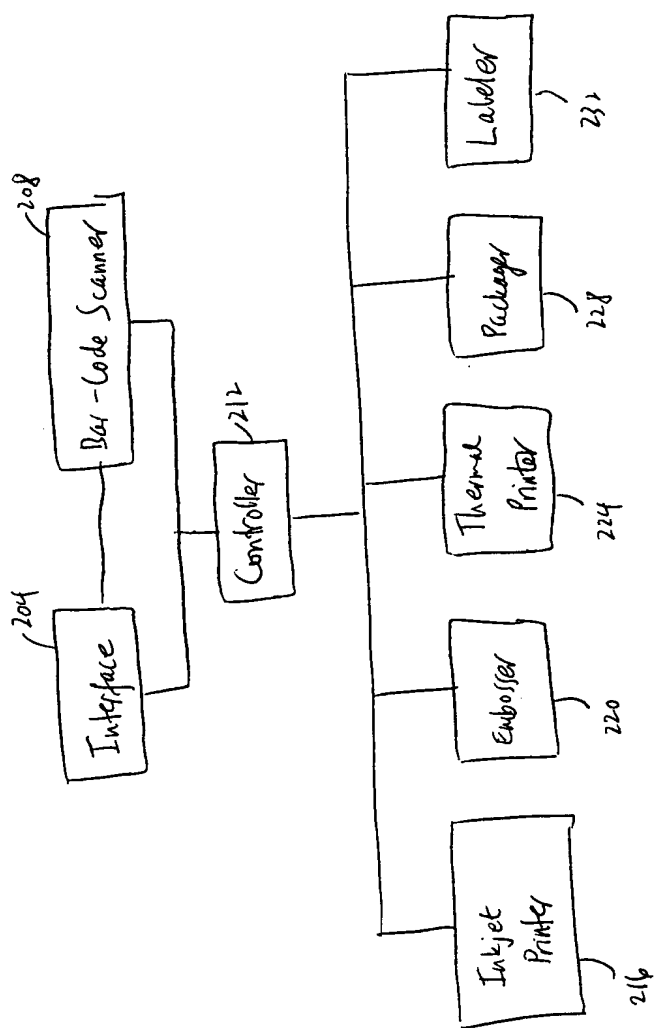 204
Interface
208
Bar-Code Scanner
212
Controller
Inkjet
Printer
216
Embosser
220
Thermal
Printer
224
Packager
228
Labeler
232